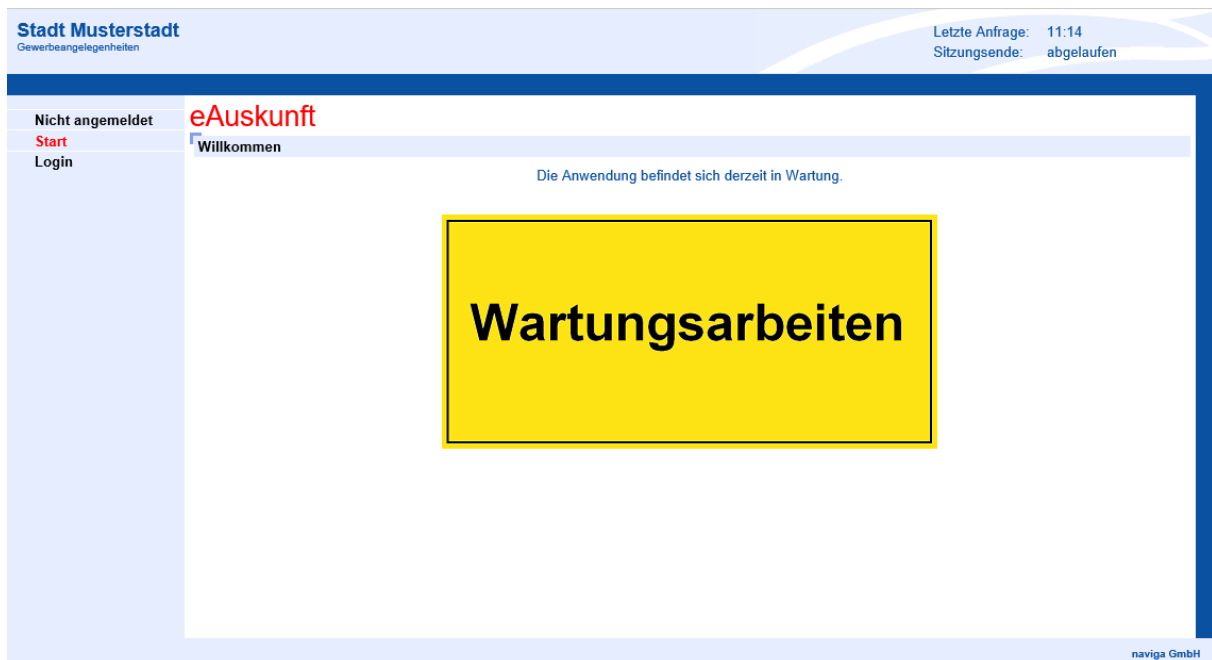 Stadt Musterstadt
Gewerbeangelegenheiten
Letzte Anfrage: 11:14
Sitzungsende: abgelaufen
Nicht angemeldet
Start
Login
eAuskunft
Willkommen
Die Anwendung befindet sich derzeit in Wartung.
Wartungsarbeiten
naviga GmbH